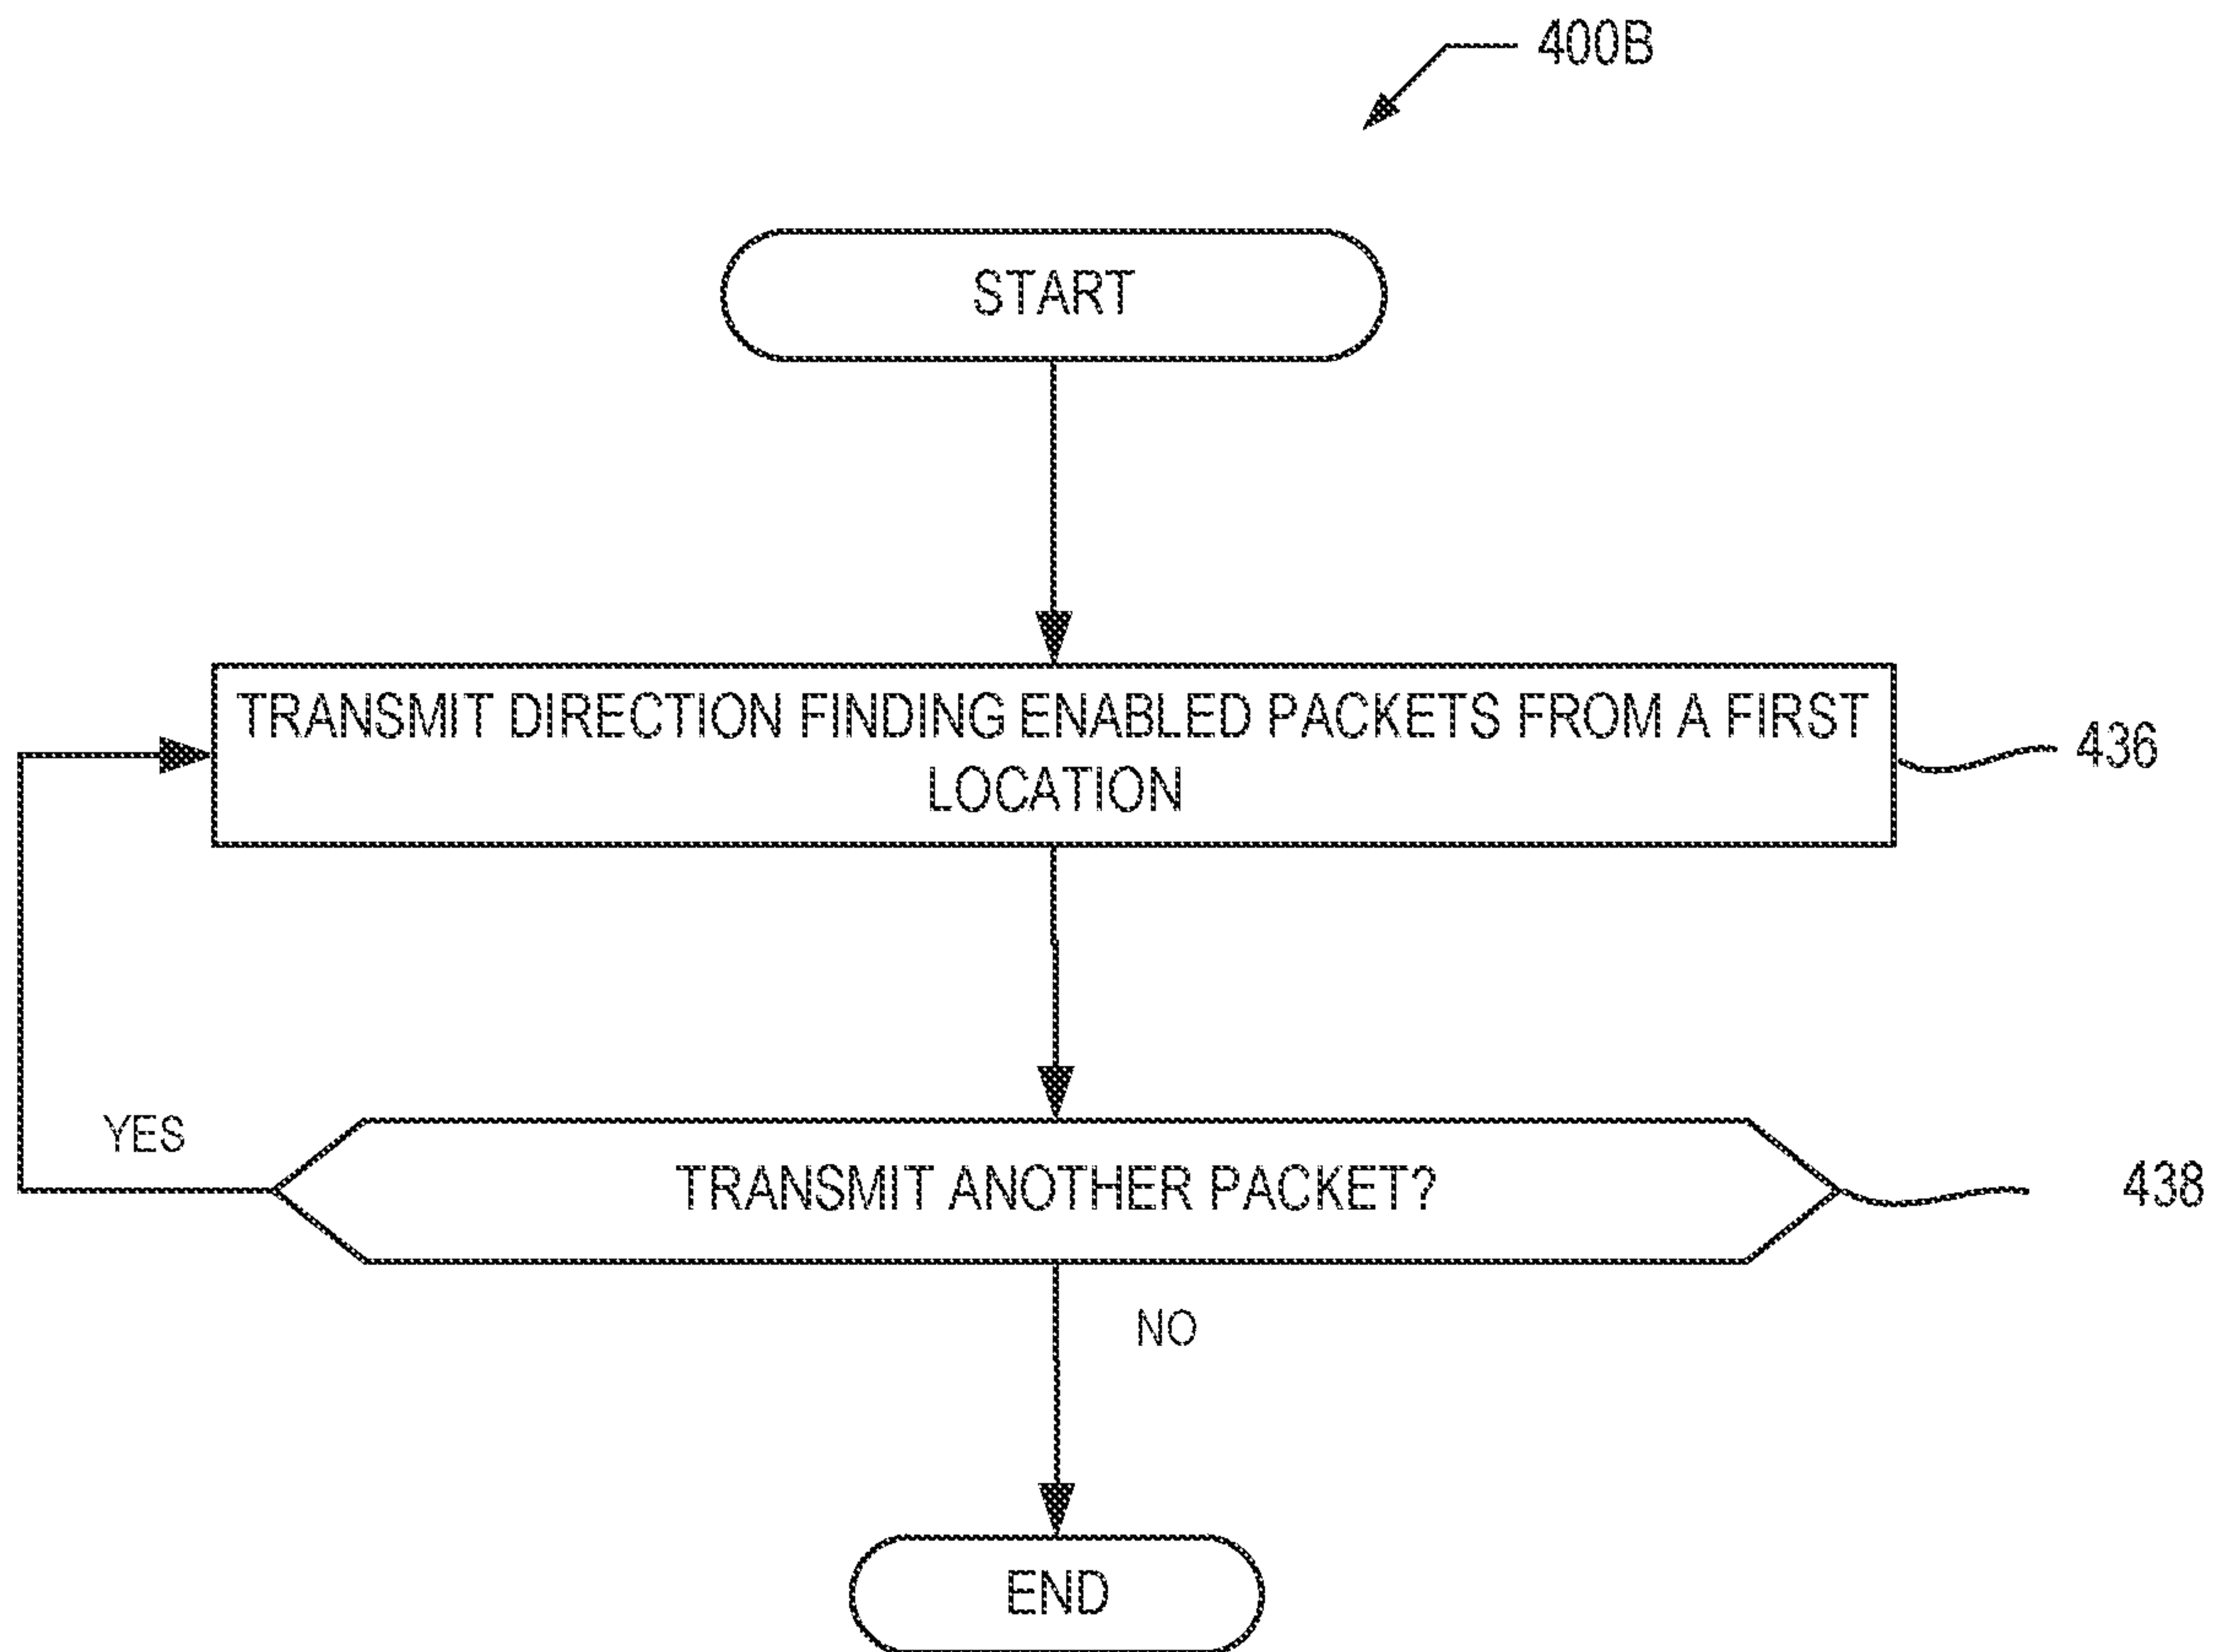 400B
START
TRANSMIT DIRECTION FINDING ENABLED PACKETS FROM A FIRST
LOCATION
436
YES
TRANSMIT ANOTHER PACKET?
438
NO
END